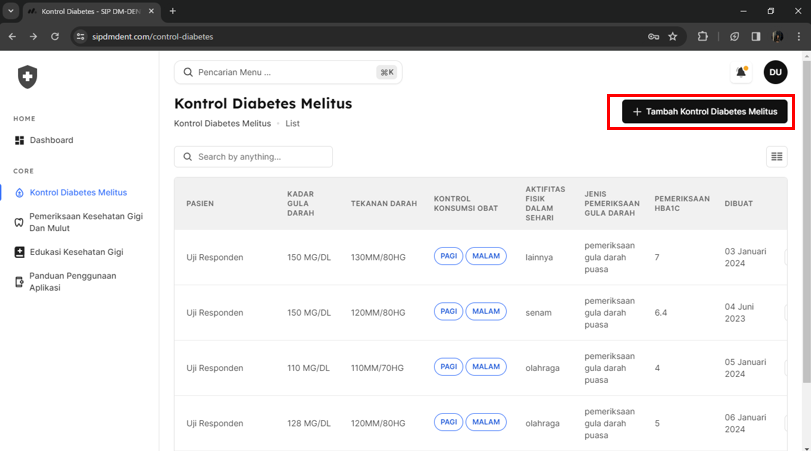 Kontrol Diabetes - SIP DM-DEN
sipdmdent.com/control-diabetes
Pencarian Menu ...
⌘K
DU
Kontrol Diabetes Melitus
+ Tambah Kontrol Diabetes Melitus
Kontrol Diabetes Melitus - List
HOME
Dashboard
CORE
Kontrol Diabetes Melitus
Pemeriksaan Kesehatan Gigi
Dan Mulut
Edukasi Kesehatan Gigi
Panduan Penggunaan
Aplikasi
Search by anything...
PASIEN
KADAR
GULA
DARAH
TEKANAN DARAH
KONTROL
KONSUMSI OBAT
AKTIFITAS
FISIK
DALAM
SEHARI
JENIS
PEMERIKSAAN
GULA DARAH
PEMERIKSAAN
HBA1C
DIBUAT
Uji Responden
150 MG/DL
130MM/80HG
PAGI MALAM
lainnya
pemeriksaan
gula darah
puasa
7
03 Januari
2024
Uji Responden
150 MG/DL
120MM/80HG
PAGI MALAM
senam
pemeriksaan
gula darah
puasa
6.4
04 Juni
2023
Uji Responden
110 MG/DL
110MM/70HG
PAGI MALAM
olahraga
pemeriksaan
gula darah
puasa
4
05 Januari
2024
Uji Responden
128 MG/DL
120MM/80HG
PAGI MALAM
olahraga
pemeriksaan
gula darah
puasa
5
06 Januari
2024